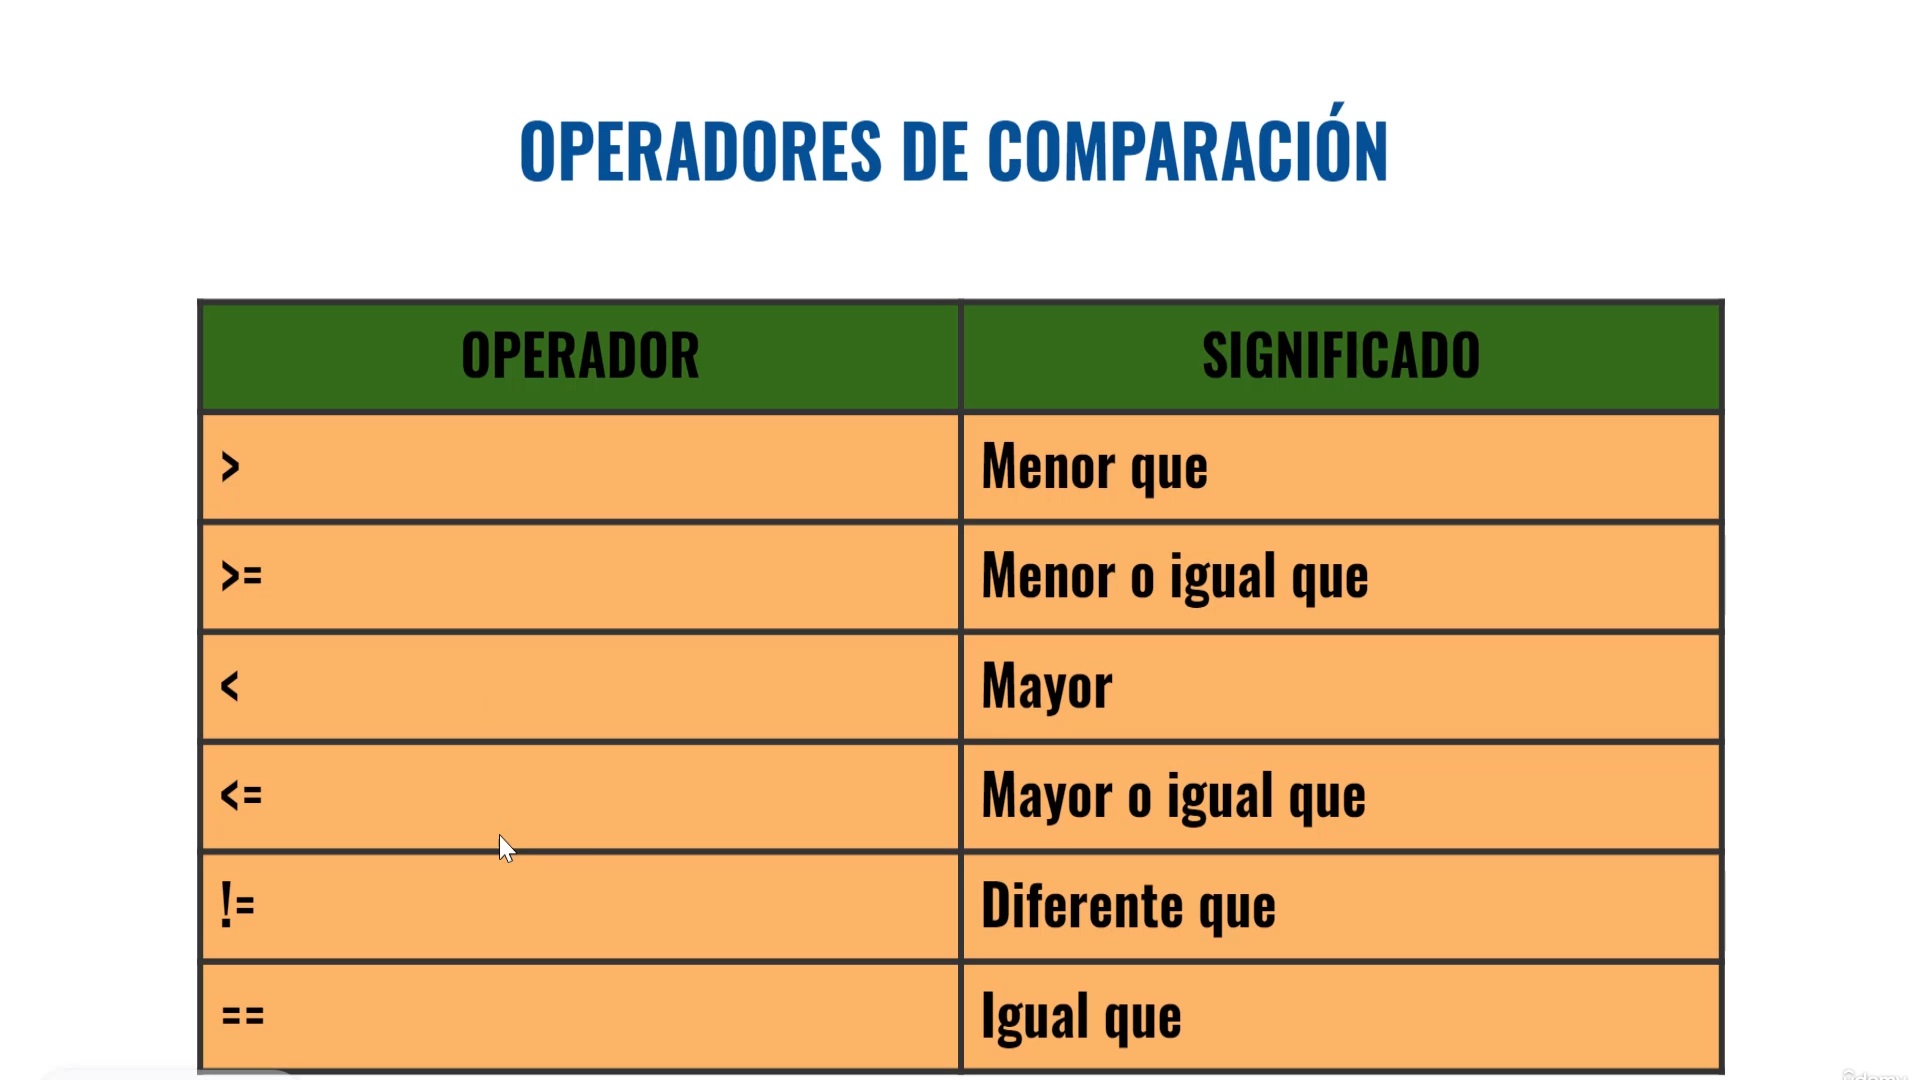 OPERADORES DE COMPARACIÓN
OPERADOR SIGNIFICADO
> Menor que
>= Menor o igual que
< Mayor
<= Mayor o igual que
!= Diferente que
== Igual que